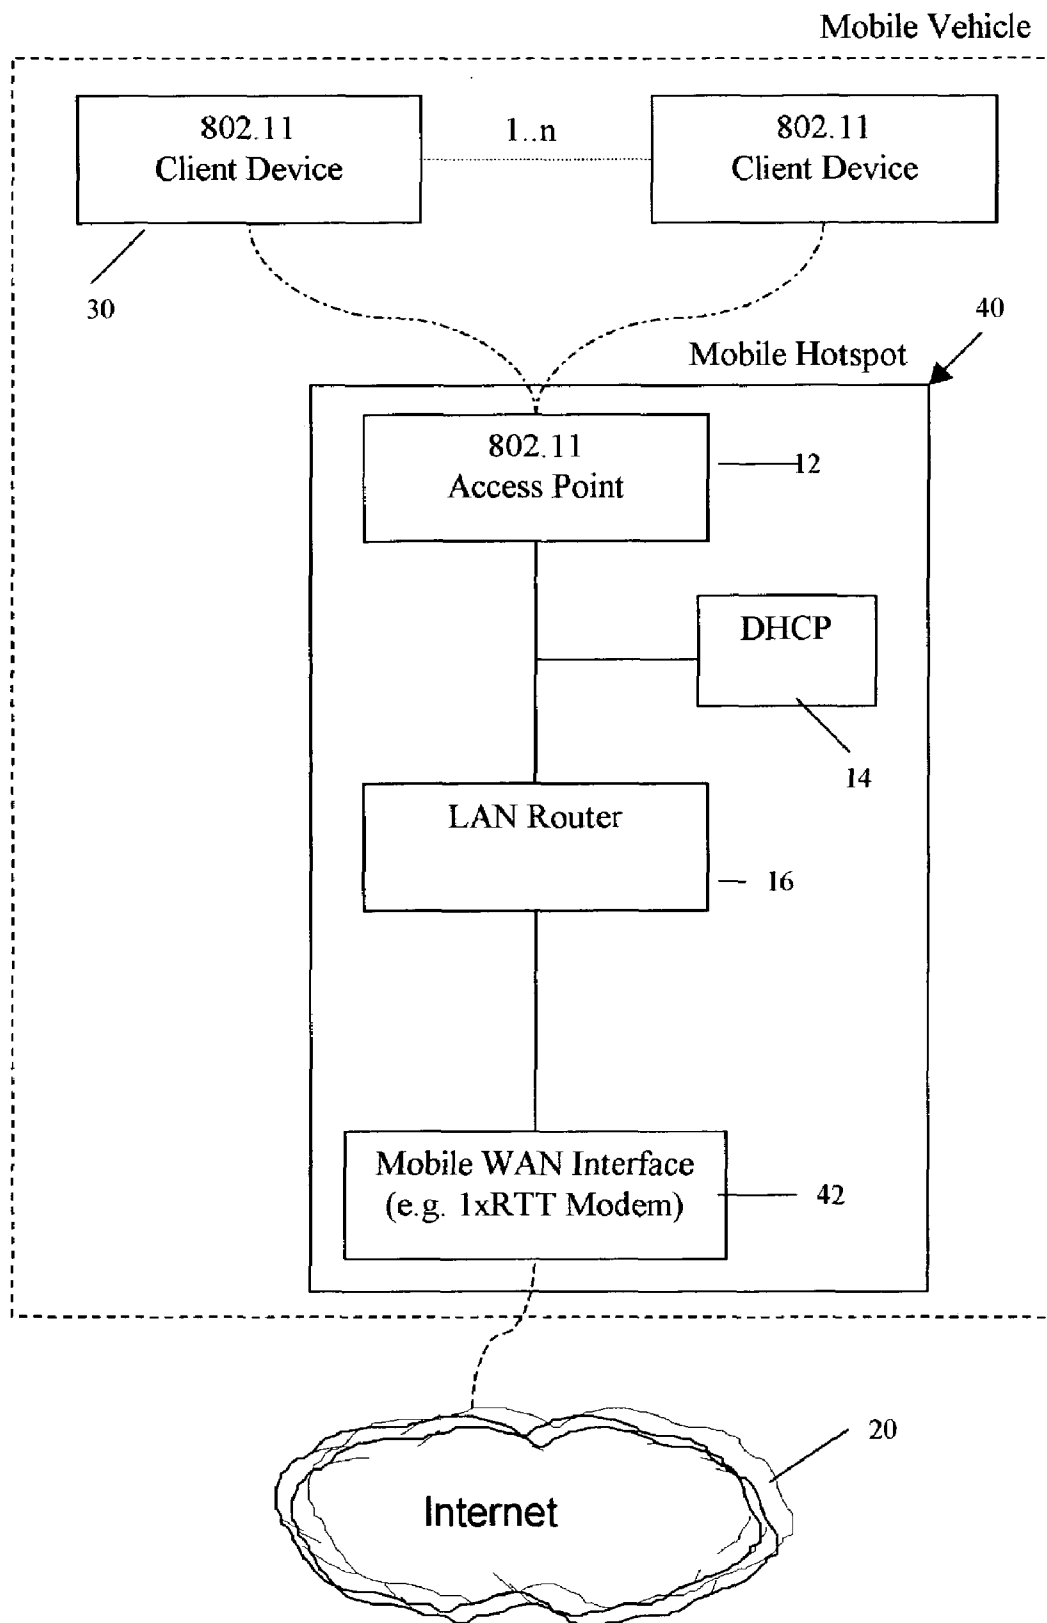 Mobile Vehicle
802.11
Client Device
1..n
802.11
Client Device
30
40
Mobile Hotspot
802.11
Access Point
12
DHCP
14
LAN Router
16
Mobile WAN Interface
(e.g. 1xRTT Modem)
42
20
Internet